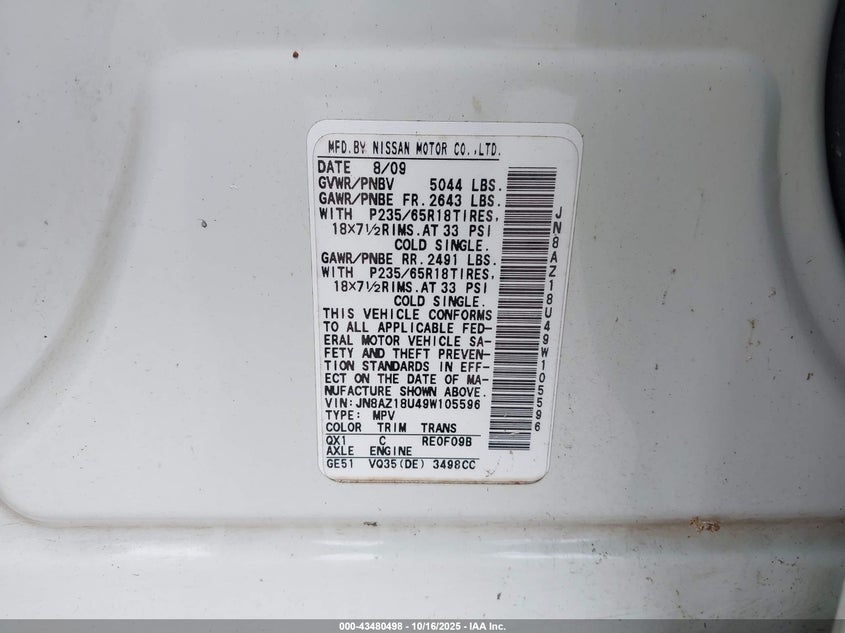 MFD.BY NISSAN MOTOR CO.,LTD.
DATE 8/09
GVWR/PNBV 5044 LBS.
GAWR/PNBE FR.2643 LBS.
WITH P235/65R18TIRES,
18×7½RIMS.AT 33 PSI
COLD SINGLE.
GAWR/PNBE RR.2491 LBS.
WITH P235/65R18TIRES,
18×7½RIMS.AT 33 PSI
COLD SINGLE.
THIS VEHICLE CONFORMS
TO ALL APPLICABLE FED-
ERAL MOTOR VEHICLE SA-
FETY AND THEFT PREVEN-
TION STANDARDS IN EFF-
ECT ON THE DATE OF MA-
NUFACTURE SHOWN ABOVE.
VIN:JN8AZ18U49W105596
TYPE: MPV
COLOR TRIM TRANS
QX1 C RE0F09B
AXLE ENGINE
GE51 VQ35(DE) 3498CC
JN8AZ18U49W105596
000-43480498 - 10/16/2025 - IAA Inc.